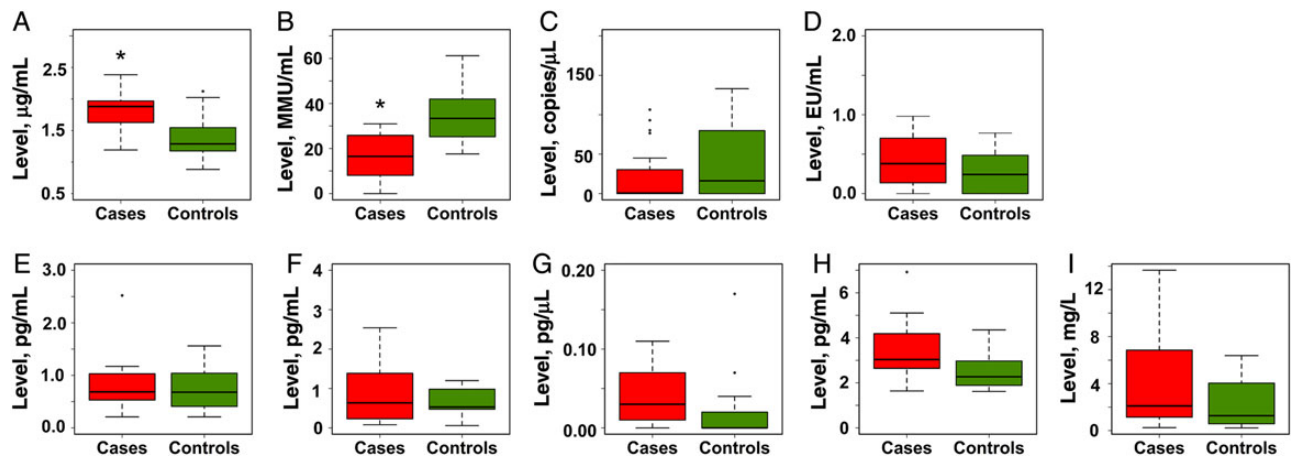 A
Level, µg/mL
2.5
1.5
0.5
*
Cases Controls
B
Level, MMU/mL
60
40
20
0
*
Cases Controls
C
Level, copies/µL
150
50
0
Cases Controls
D
Level, EU/mL
2.0
1.0
0.0
Cases Controls
E
Level, pg/mL
3.0
2.0
1.0
0.0
Cases Controls
F
Level, pg/mL
4
3
2
1
0
Cases Controls
G
Level, pg/µL
0.20
0.10
0.00
Cases Controls
H
Level, pg/mL
6
4
2
0
Cases Controls
I
Level, mg/L
12
8
4
0
Cases Controls